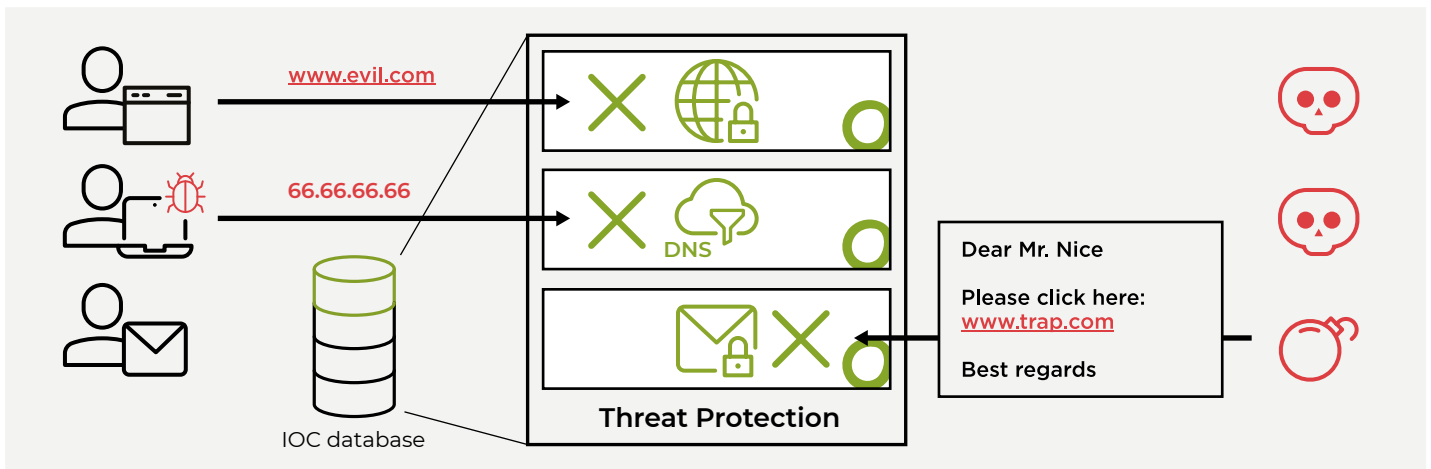 www.evil.com
66.66.66.66
DNS
Dear Mr. Nice
Please click here:
www.trap.com
Best regards
Threat Protection
IOC database